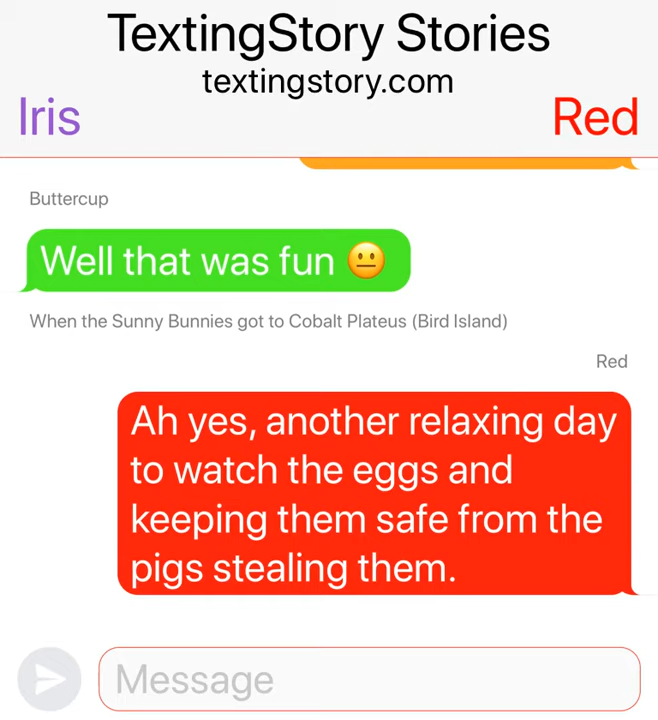 TextingStory Stories
textingstory.com
Iris
Red
Buttercup
Well that was fun 😐
When the Sunny Bunnies got to Cobalt Plateus (Bird Island)
Red
Ah yes, another relaxing day
to watch the eggs and
keeping them safe from the
pigs stealing them.
Message